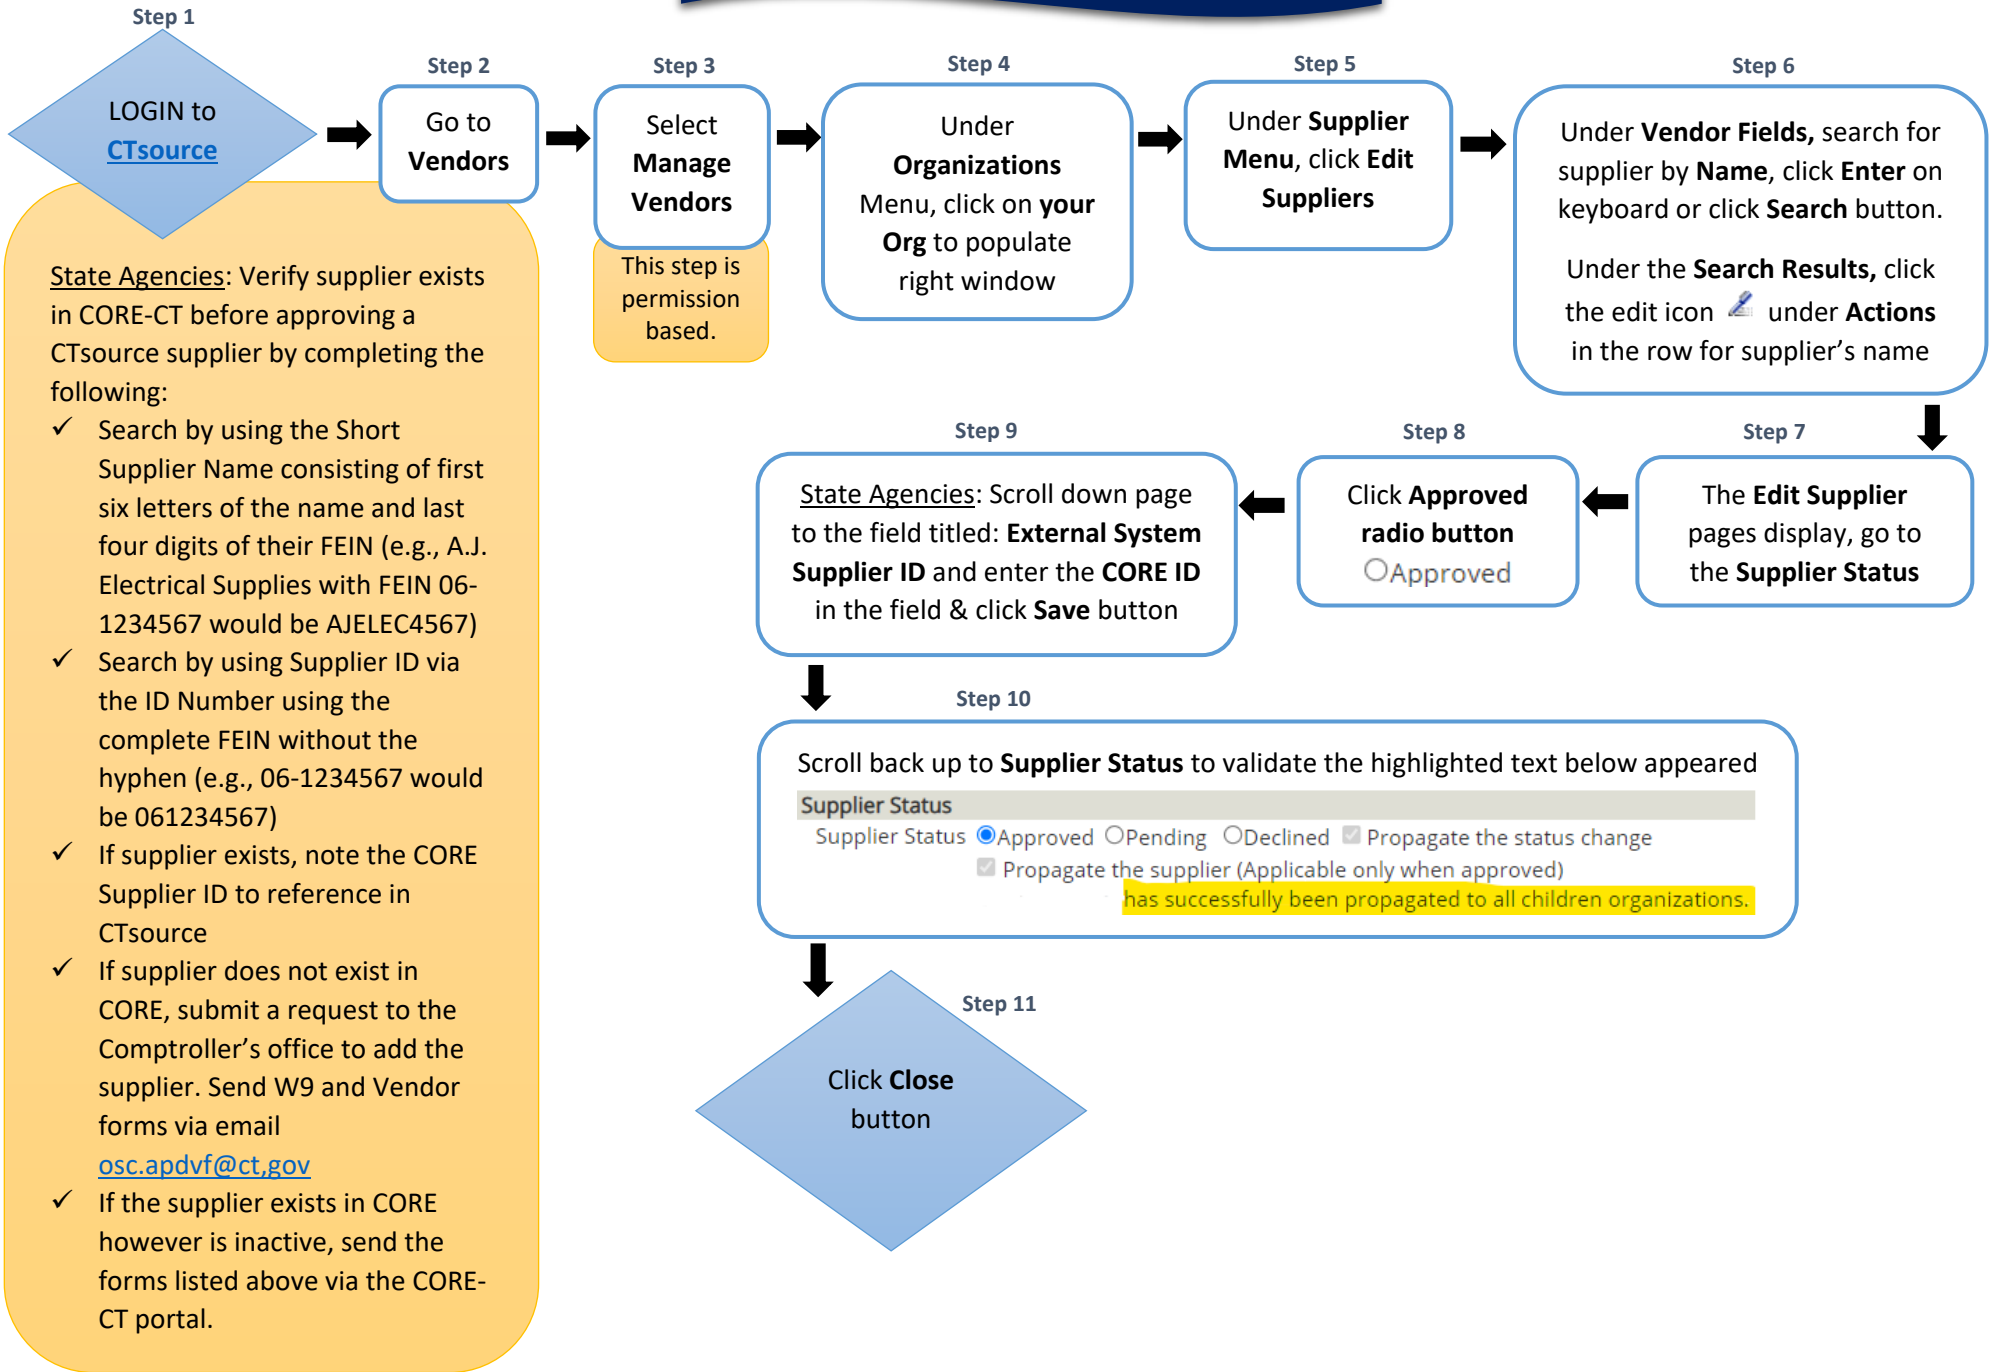 Step 1
LOGIN to
CTsource
State Agencies: Verify supplier exists
in CORE-CT before approving a
CTsource supplier by completing the
following:
✓ Search by using the Short
Supplier Name consisting of first
six letters of the name and last
four digits of their FEIN (e.g., A.J.
Electrical Supplies with FEIN 06-
1234567 would be AJELEC4567)
✓ Search by using Supplier ID via
the ID Number using the
complete FEIN without the
hyphen (e.g., 06-1234567 would
be 061234567)
✓ If supplier exists, note the CORE
Supplier ID to reference in
CTsource
✓ If supplier does not exist in
CORE, submit a request to the
Comptroller’s office to add the
supplier. Send W9 and Vendor
forms via email
osc.apdvf@ct,gov
✓ If the supplier exists in CORE
however is inactive, send the
forms listed above via the CORE-
CT portal.
Step 2
Go to
Vendors
Step 3
Select
Manage
Vendors
This step is
permission
based.
Step 4
Under
Organizations
Menu, click on your
Org to populate
right window
Step 5
Under Supplier
Menu, click Edit
Suppliers
Step 6
Under Vendor Fields, search for
supplier by Name, click Enter on
keyboard or click Search button.
Under the Search Results, click
the edit icon under Actions
in the row for supplier’s name
Step 7
The Edit Supplier
pages display, go to
the Supplier Status
Step 8
Click Approved
radio button
Approved
Step 9
State Agencies: Scroll down page
to the field titled: External System
Supplier ID and enter the CORE ID
in the field & click Save button
Step 10
Scroll back up to Supplier Status to validate the highlighted text below appeared
Supplier Status
Supplier Status Approved Pending Declined Propagate the status change
Propagate the supplier (Applicable only when approved)
has successfully been propagated to all children organizations.
Step 11
Click Close
button